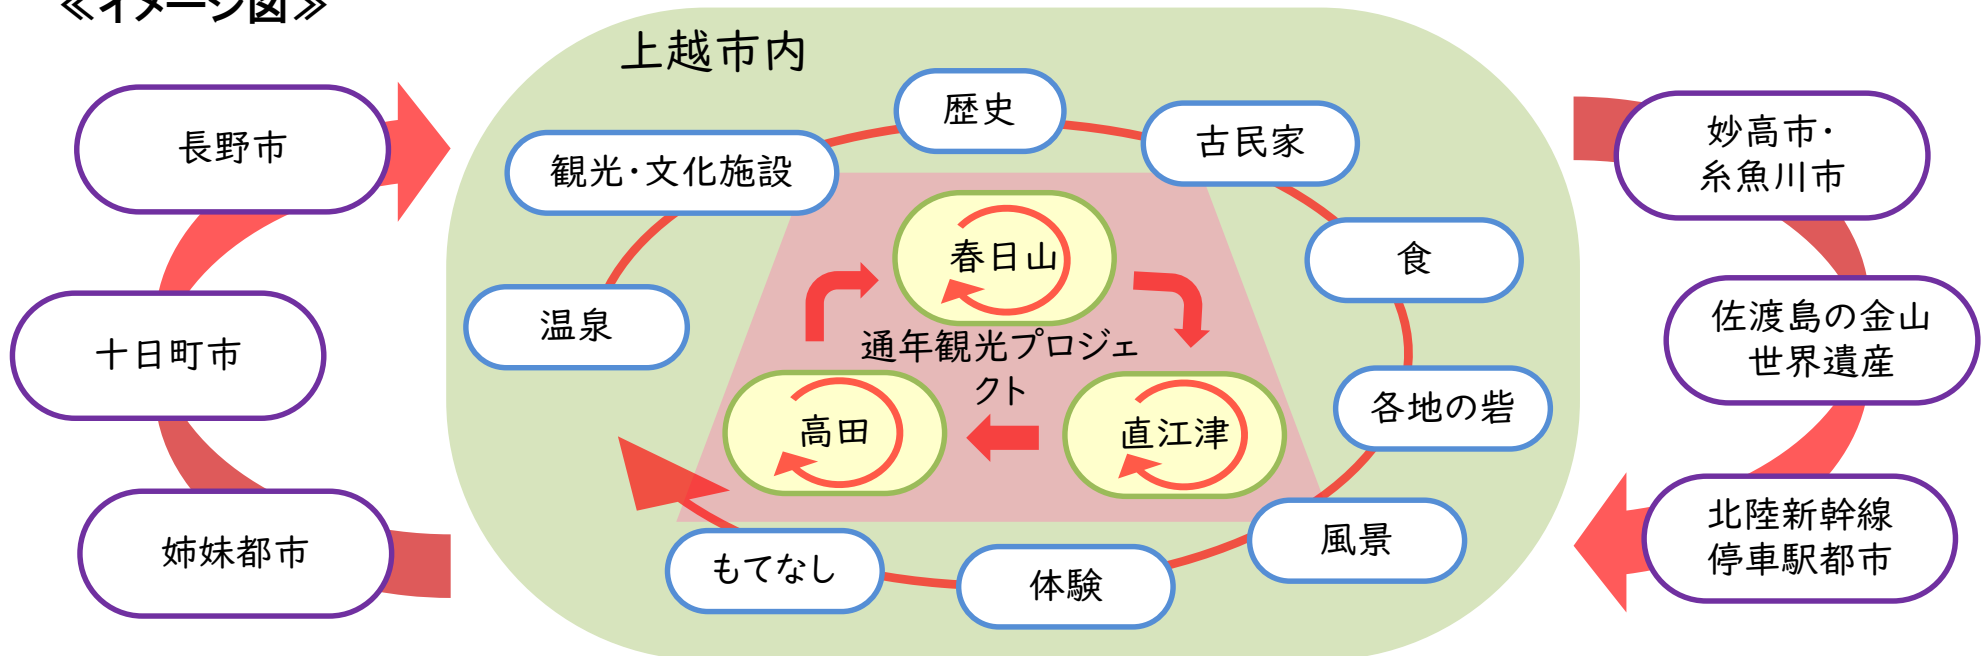 ≪イメージ図≫
上越市内
長野市
十日町市
姉妹都市
観光・文化施設
歴史
古民家
温泉
食
各地の砦
風景
体験
もてなし
春日山
通年観光プロジェ
クト
高田
直江津
妙高市・
糸魚川市
佐渡島の金山
世界遺産
北陸新幹線
停車駅都市